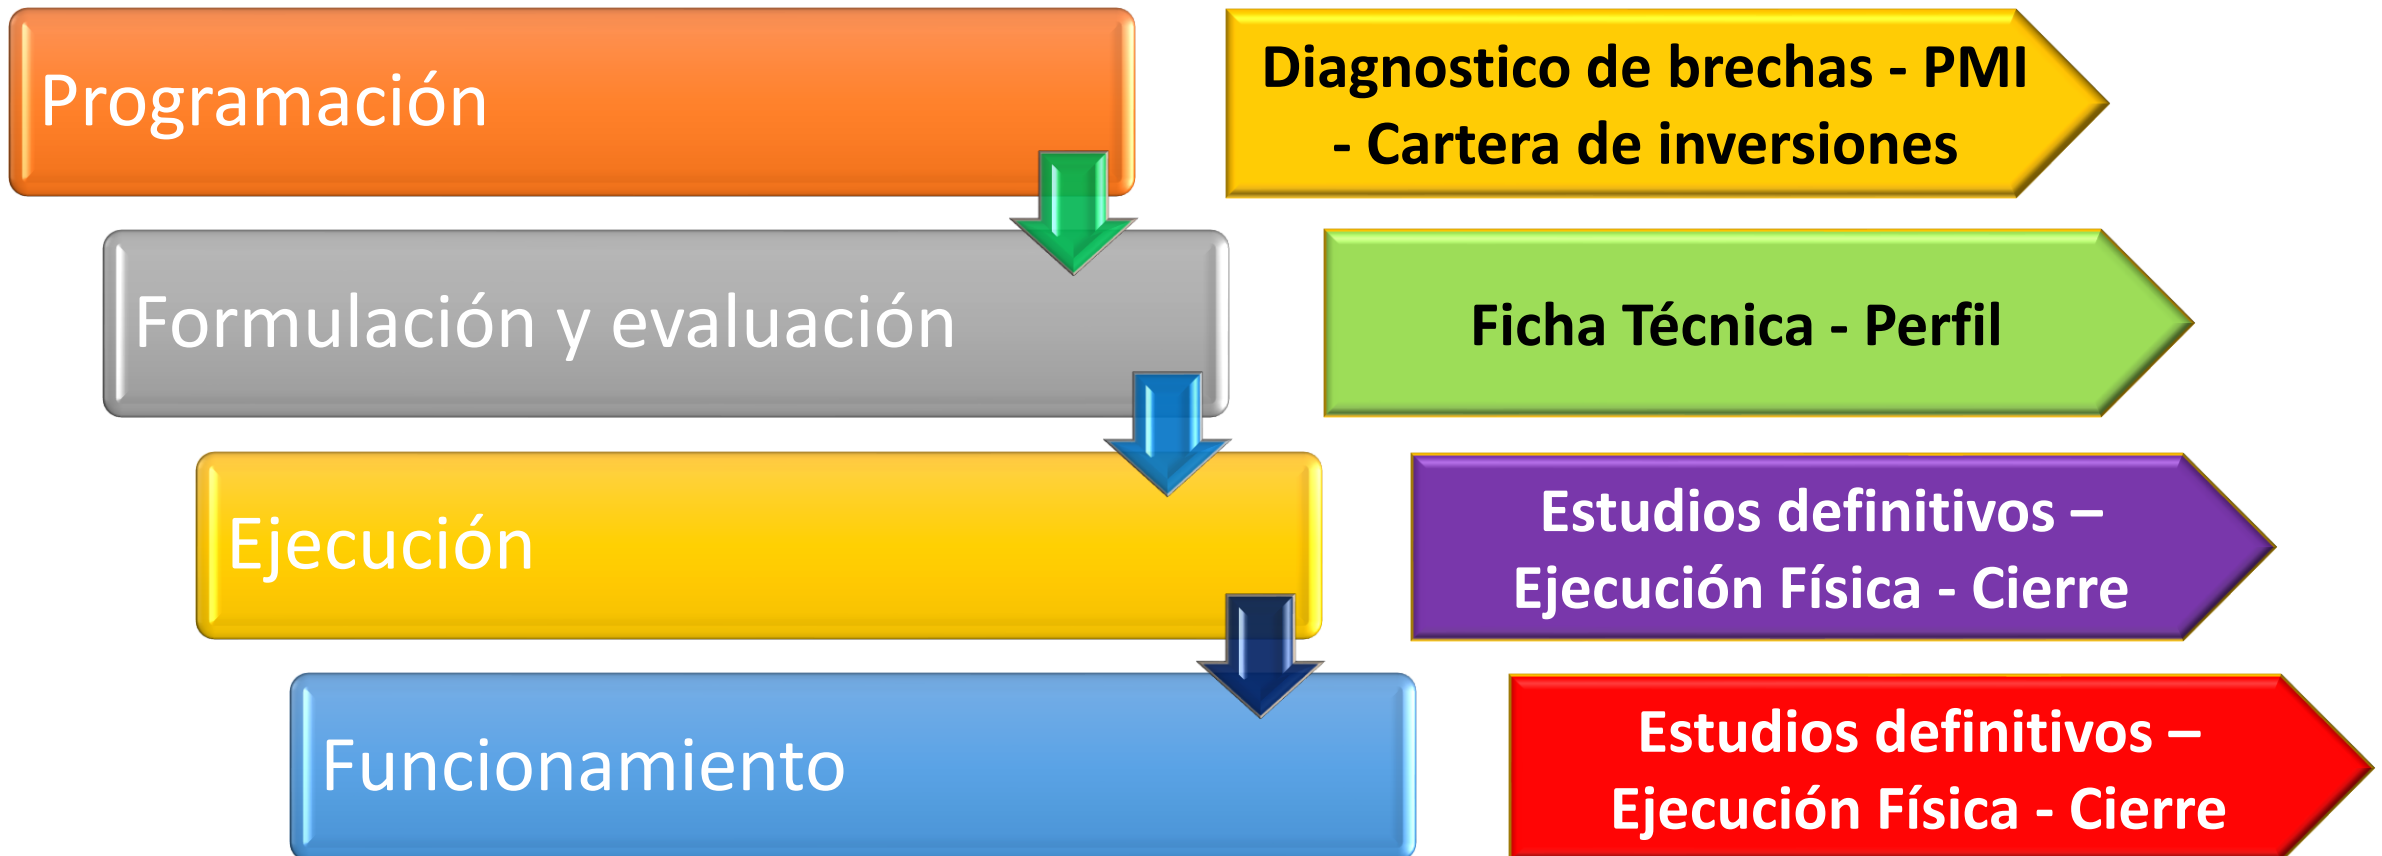 Programación
Diagnostico de brechas - PMI
- Cartera de inversiones
Formulación y evaluación
Ficha Técnica - Perfil
Ejecución
Estudios definitivos –
Ejecución Física - Cierre
Funcionamiento
Estudios definitivos –
Ejecución Física - Cierre